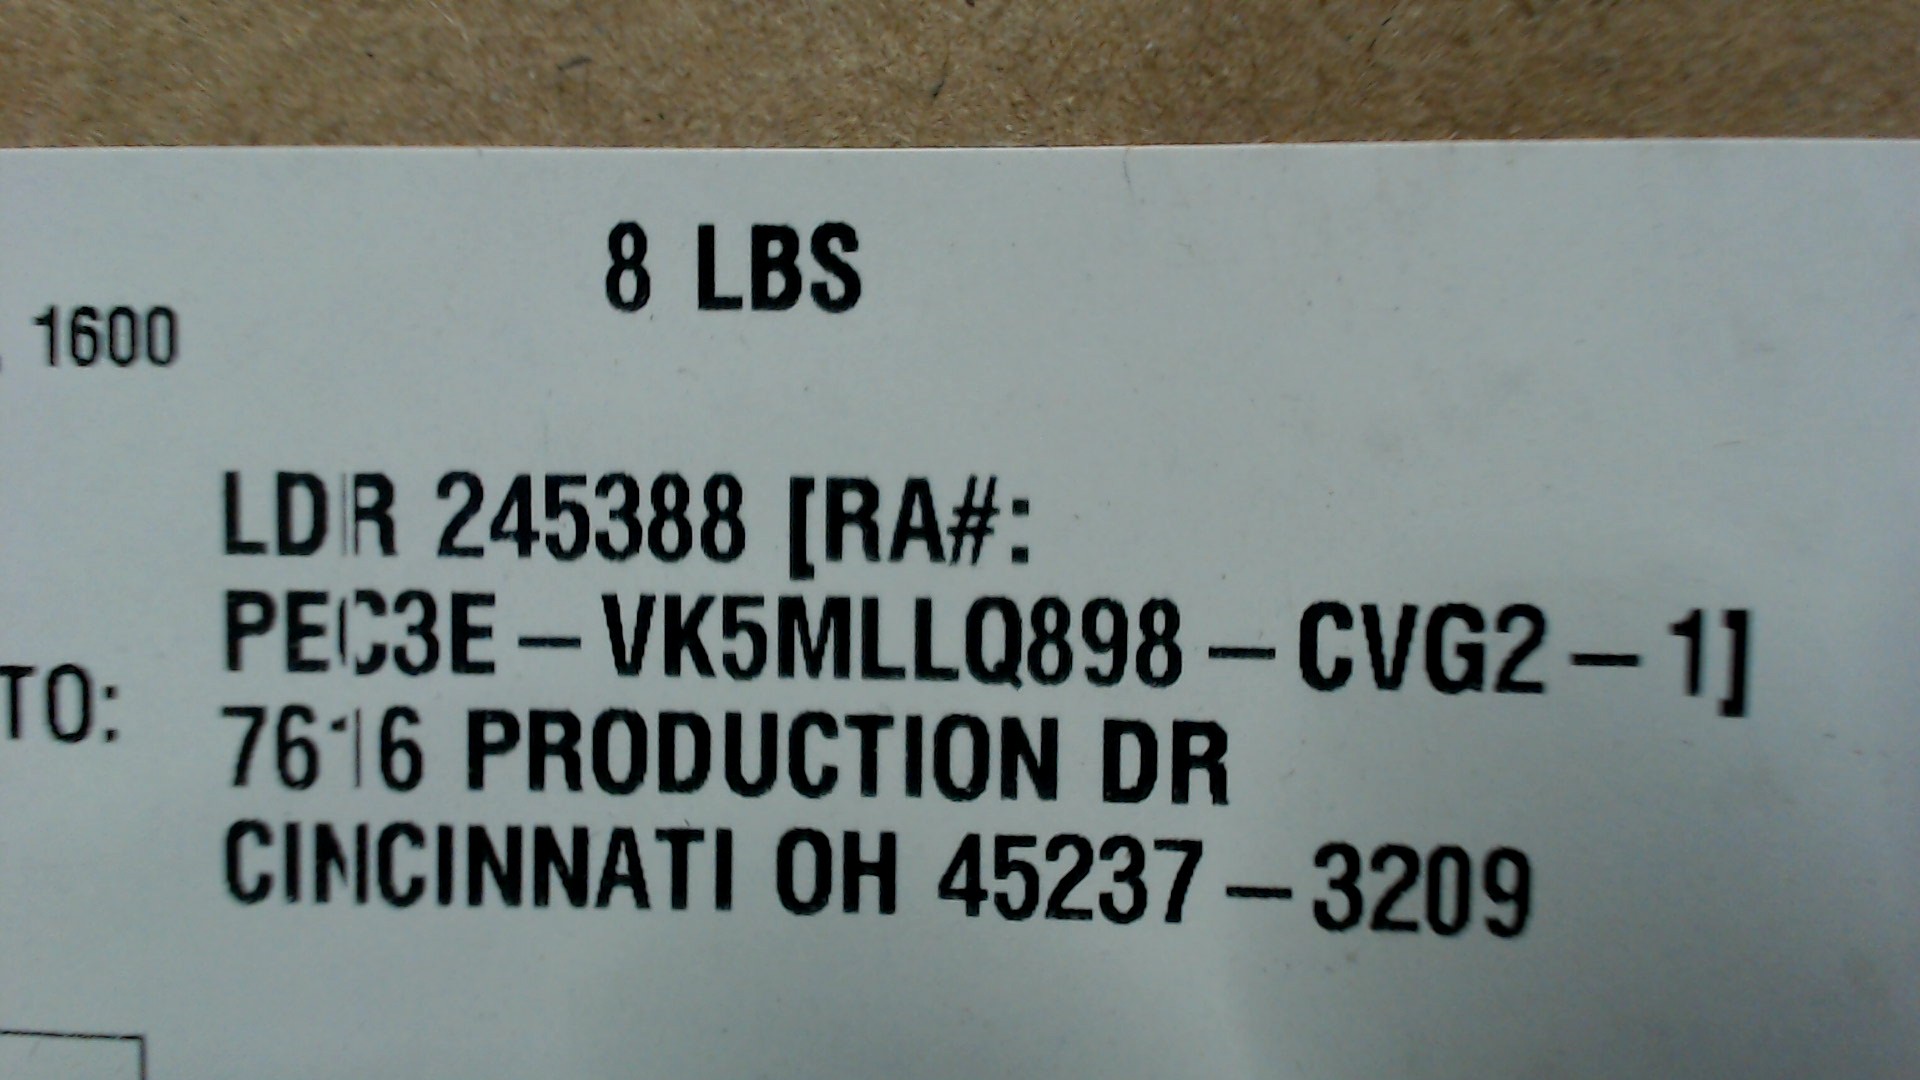 8 LBS
1600
LDR 245388 [RA#:
PEC3E-VK5MLLQ898-CVG2-1]
TO:
7616 PRODUCTION DR
CINCINNATI OH 45237-3209